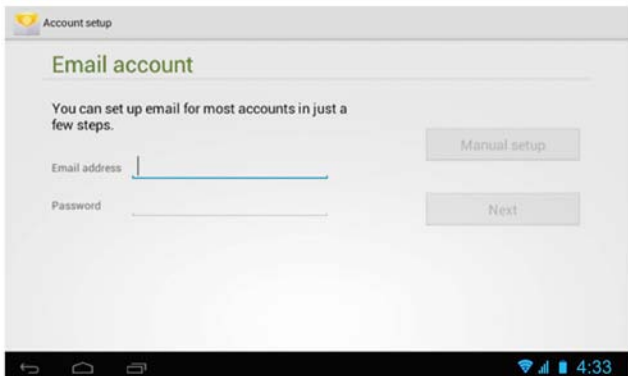 Account setup
Email account
You can set up email for most accounts in just a
few steps.
Manual setup
Email address
Password
Next
4:33